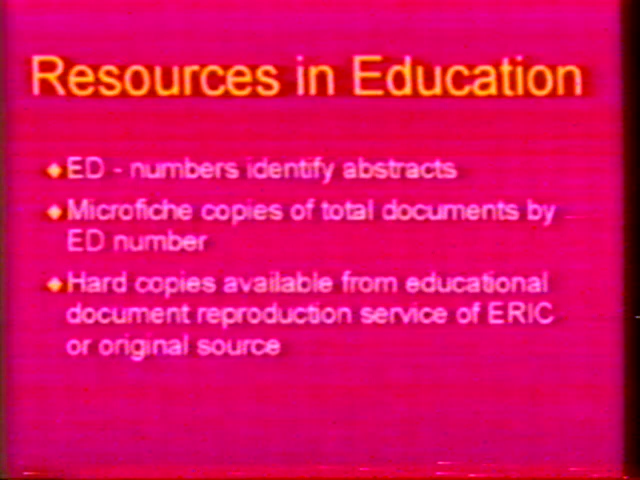 Resources in Education
ED - numbers identify abstracts
Microfiche copies of total documents by
ED number
Hard copies available from educational
document reproduction service of ERIC
or original source